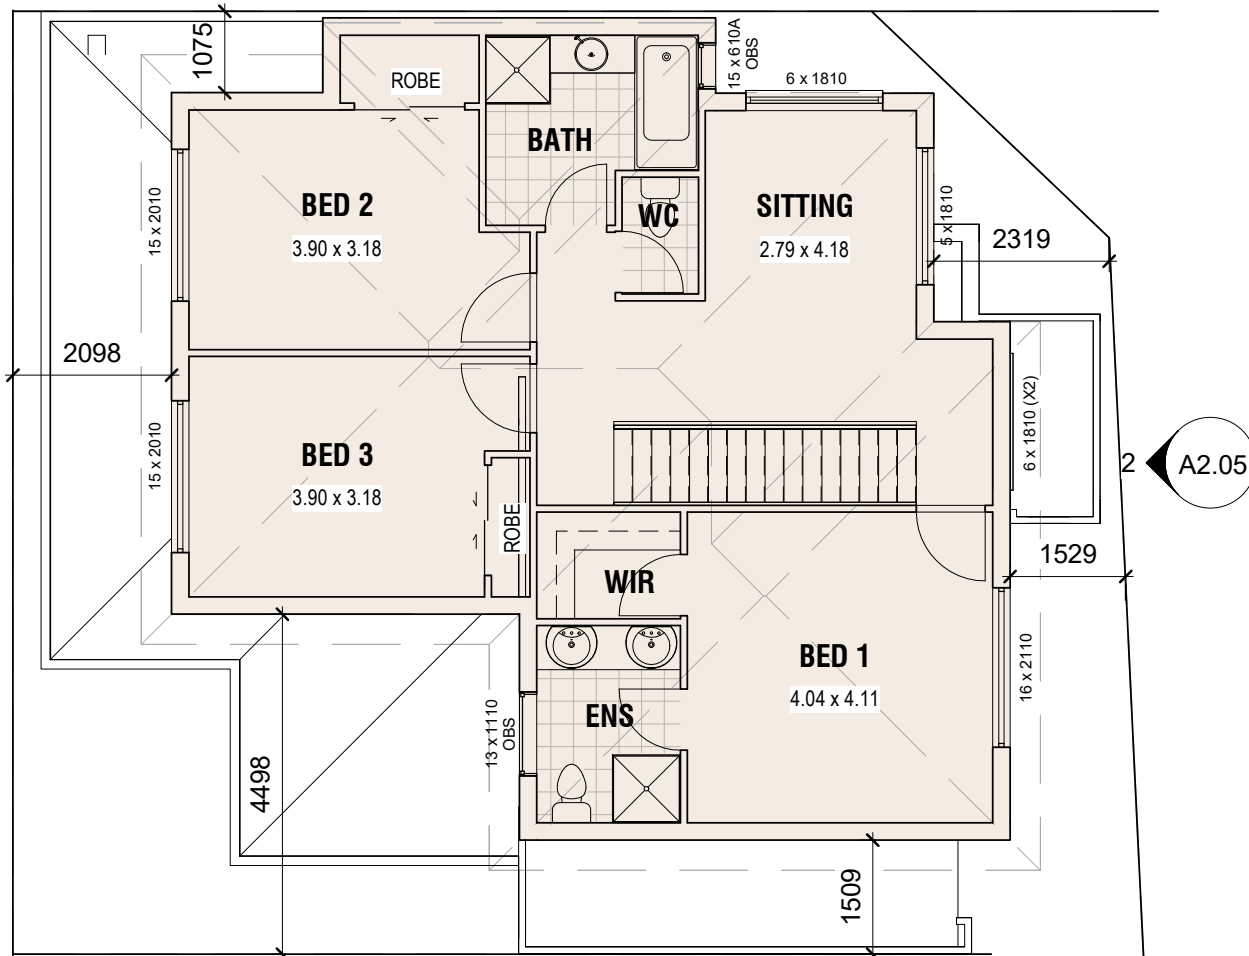 1075
ROBE
15 x 610A
OBS
6 x 1810
BATH
15 x 2010
BED 2
3.90 x 3.18
WC
SITTING
2.79 x 4.18
5 x 1810
2319
2098
15 x 2010
BED 3
3.90 x 3.18
ROBE
6 x 1810 (X2)
2
A2.05
1529
WIR
BED 1
4.04 x 4.11
16 x 2110
ENS
13 x 1110
OBS
4498
1509